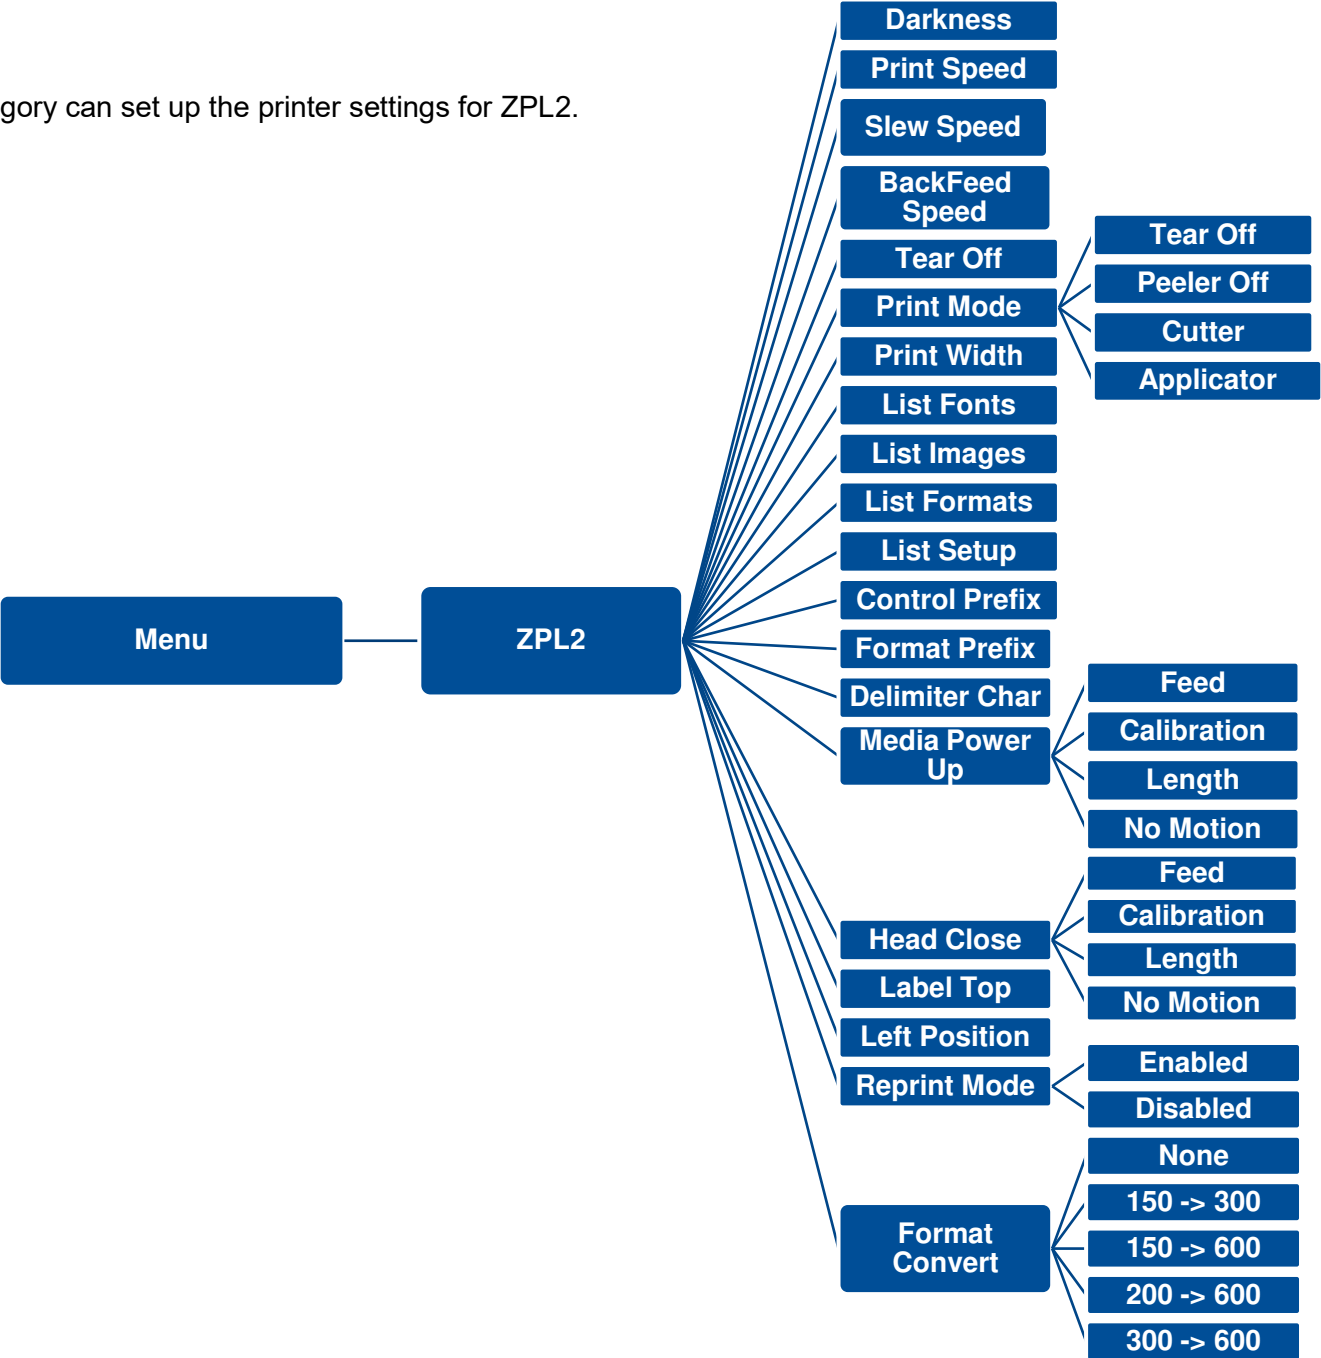 gory can set up the printer settings for ZPL2.
Menu
ZPL2
Darkness
Print Speed
Slew Speed
BackFeed
Speed
Tear Off
Print Mode
Tear Off
Peeler Off
Cutter
Applicator
Print Width
List Fonts
List Images
List Formats
List Setup
Control Prefix
Format Prefix
Delimiter Char
Media Power
Up
Feed
Calibration
Length
No Motion
Head Close
Feed
Calibration
Length
No Motion
Label Top
Left Position
Reprint Mode
Enabled
Disabled
Format
Convert
None
150 -> 300
150 -> 600
200 -> 600
300 -> 600